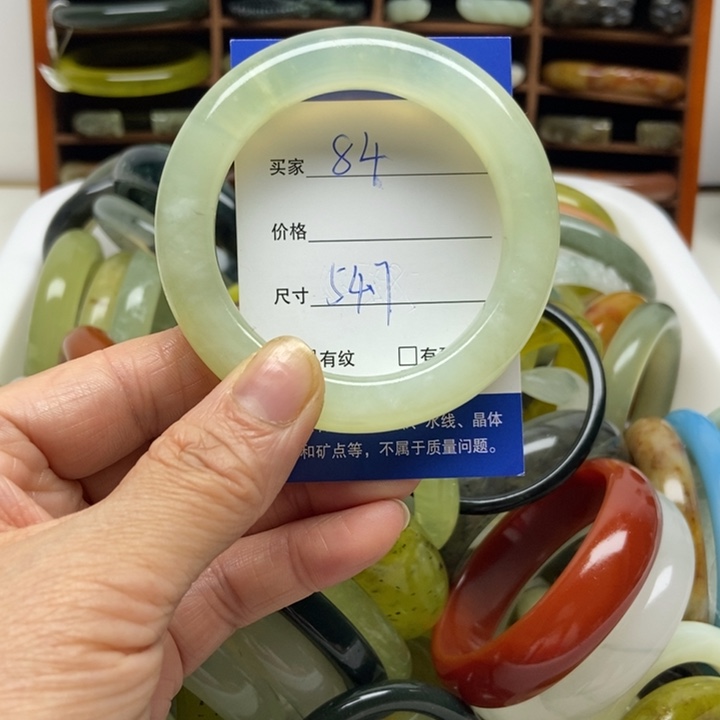 买家 84
价格
尺寸 54.7
有纹 □有
水线、晶体
和矿点等，不属于质量问题。